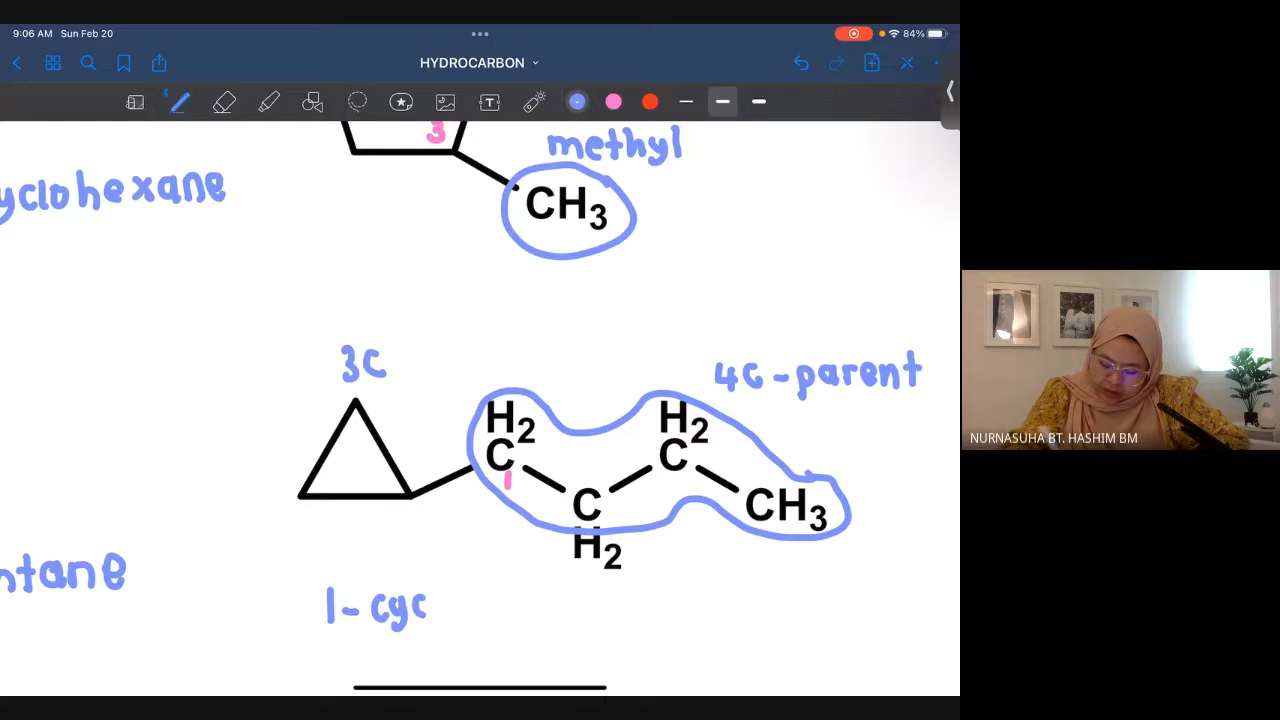 9:06 AM Sun Feb 20
84%
HYDROCARBON
3
methyl
yclohexane
CH3
3C
4C-parent
H2
C
H2
C
1
C
H2
CH3
ntane
1-cyc
NURNASUHA BT. HASHIM BM